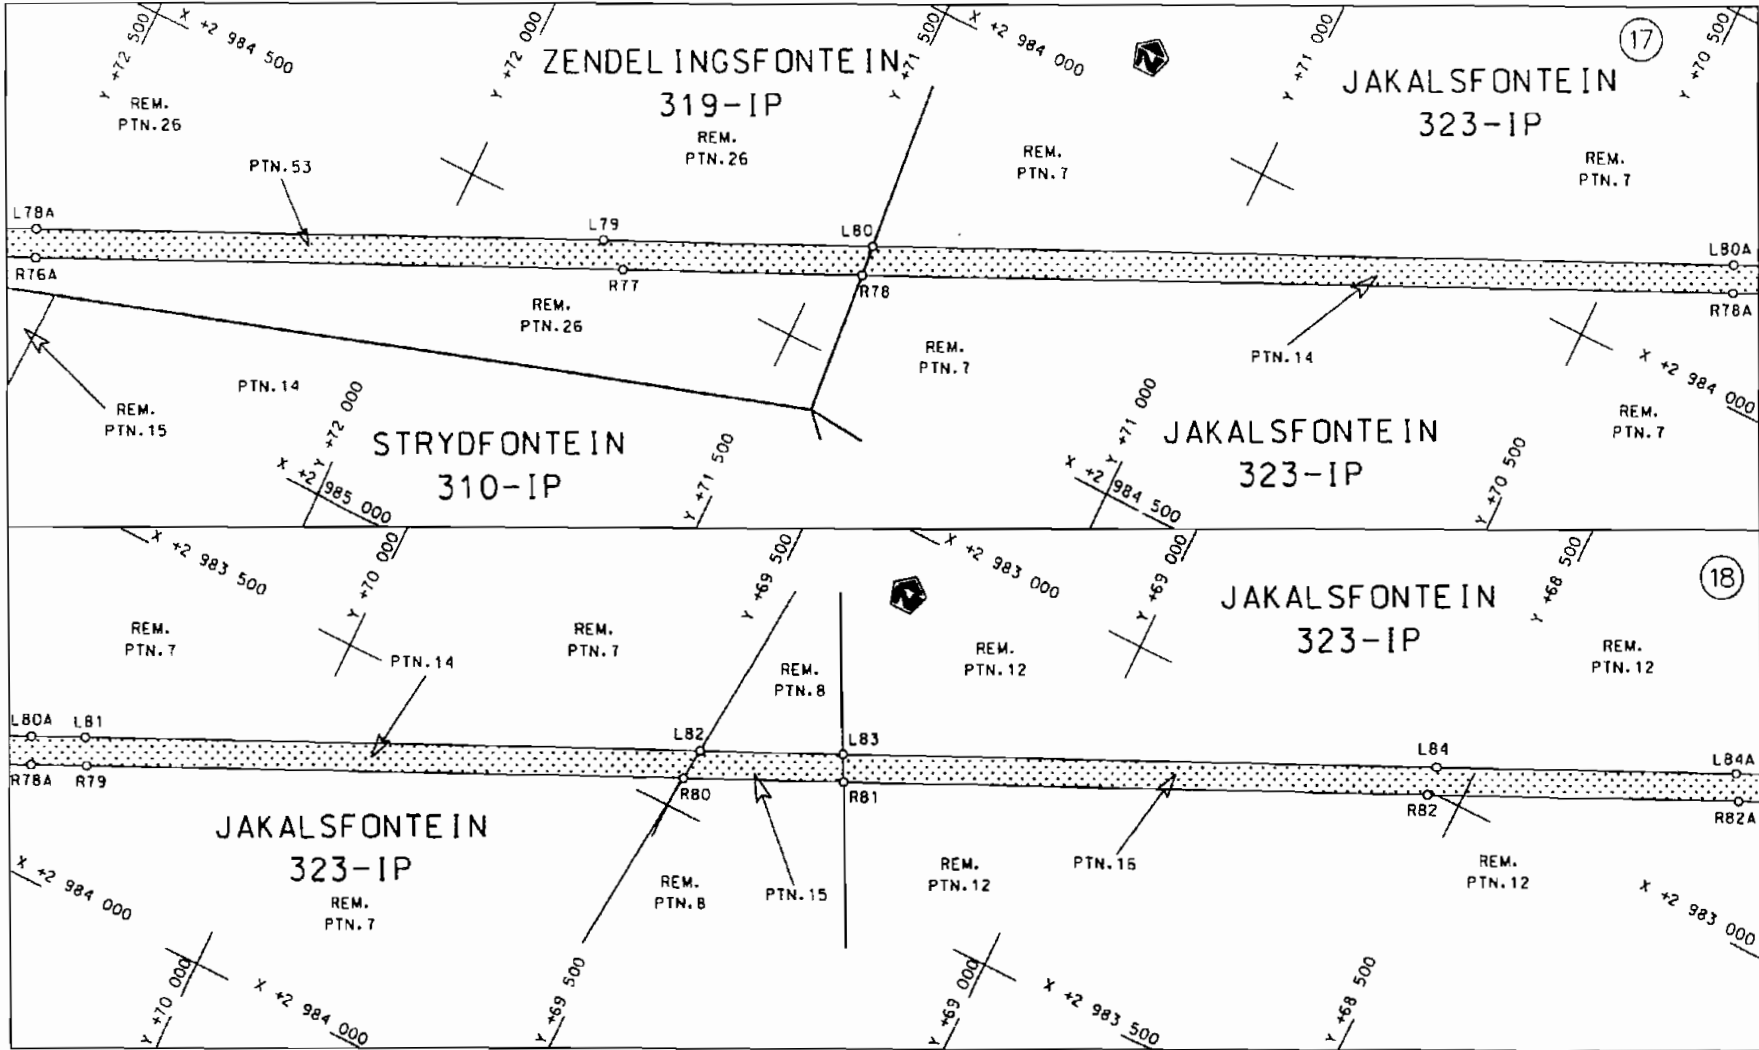 Y +72 500
X +2 984 500
Y +72 000
Y +71 500
X +2 984 000
N
Y +71 000
17
Y +70 500
ZENDELINGSFONTEIN
319-IP
JAKALSFONTEIN
323-IP
REM.
PTN.26
REM.
PTN.26
REM.
PTN.7
REM.
PTN.7
PTN.53
L78A
L79
L80
L80A
R76A
R77
R78
R78A
REM.
PTN.26
REM.
PTN.7
PTN.14
X +2 984 000
PTN.14
REM.
PTN.15
REM.
PTN.7
Y +72 000
Y +71 500
Y +71 000
Y +70 500
STRYDFONTEIN
310-IP
JAKALSFONTEIN
323-IP
X +2 985 000
X +2 984 500
X +2 983 500
Y +70 000
Y +69 500
X +2 983 000
Y +69 000
Y +68 500
18
N
JAKALSFONTEIN
323-IP
REM.
PTN.7
PTN.14
REM.
PTN.7
REM.
PTN.8
REM.
PTN.12
REM.
PTN.12
L80A
L81
L82
L83
L84
L84A
R78A
R79
R80
R81
R82
R82A
JAKALSFONTEIN
323-IP
REM.
PTN.7
X +2 984 000
REM.
PTN.8
PTN.15
REM.
PTN.12
PTN.16
REM.
PTN.12
X +2 983 000
Y +70 000
X +2 984 000
Y +69 500
Y +69 000
X +2 983 500
Y +68 500